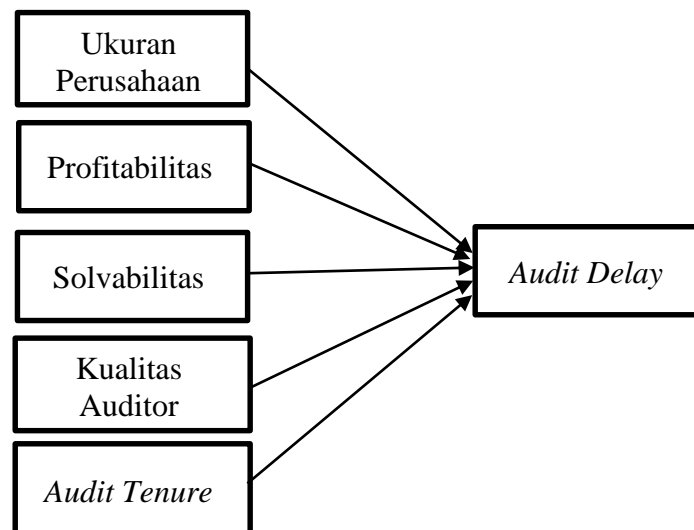 Ukuran
Perusahaan
Profitabilitas
Solvabilitas
Audit Delay
Kualitas
Auditor
Audit Tenure